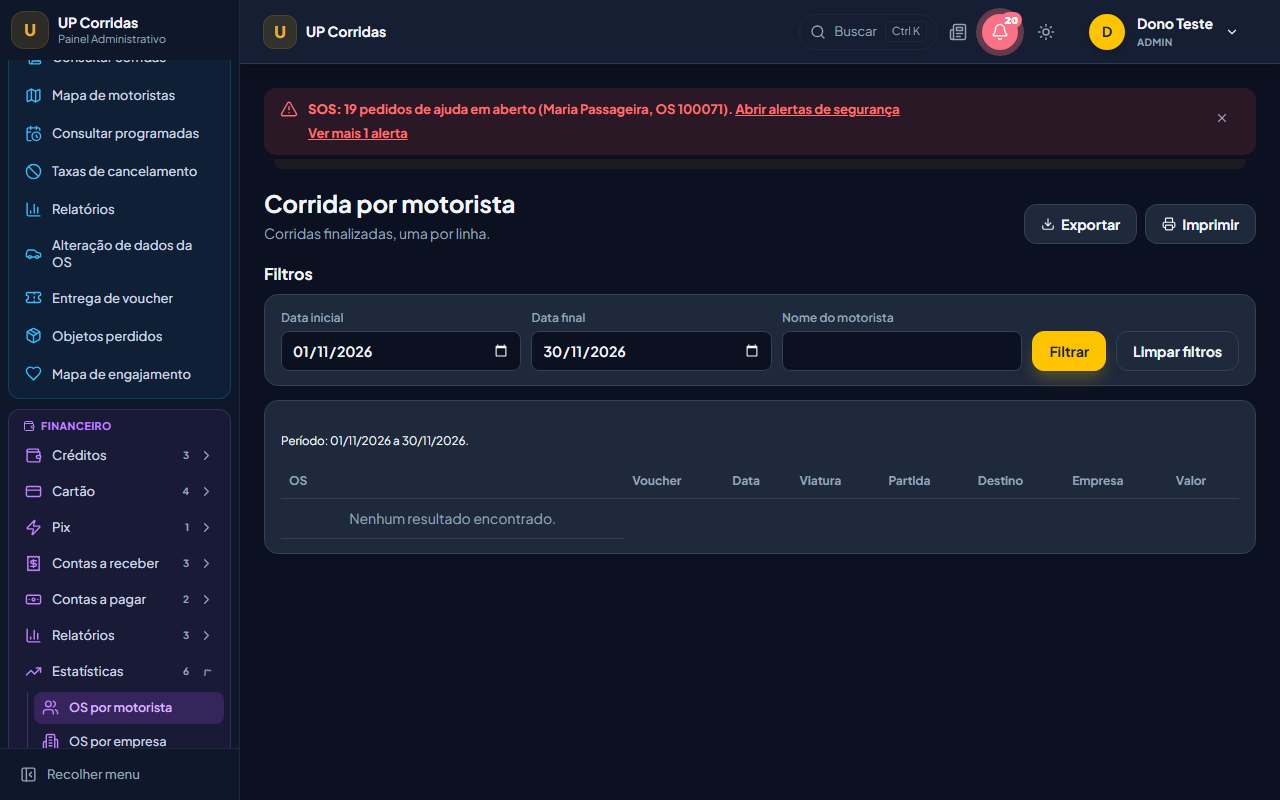 U
UP Corridas
Painel Administrativo
U
UP Corridas
Buscar
Ctrl K
20
D
Dono Teste
ADMIN
Consultar corridas
Mapa de motoristas
Consultar programadas
Taxas de cancelamento
Relatórios
Alteração de dados da
OS
Entrega de voucher
Objetos perdidos
Mapa de engajamento
FINANCEIRO
Créditos 3
Cartão 4
Pix 1
Contas a receber 3
Contas a pagar 2
Relatórios 3
Estatísticas 6
OS por motorista
OS por empresa
Recolher menu
SOS: 19 pedidos de ajuda em aberto (Maria Passageira, OS 100071). Abrir alertas de segurança
Ver mais 1 alerta
Corrida por motorista
Corridas finalizadas, uma por linha.
Exportar
Imprimir
Filtros
Data inicial
Data final
Nome do motorista
01/11/2026
30/11/2026
Filtrar
Limpar filtros
Período: 01/11/2026 a 30/11/2026.
OS Voucher Data Viatura Partida Destino Empresa Valor
Nenhum resultado encontrado.